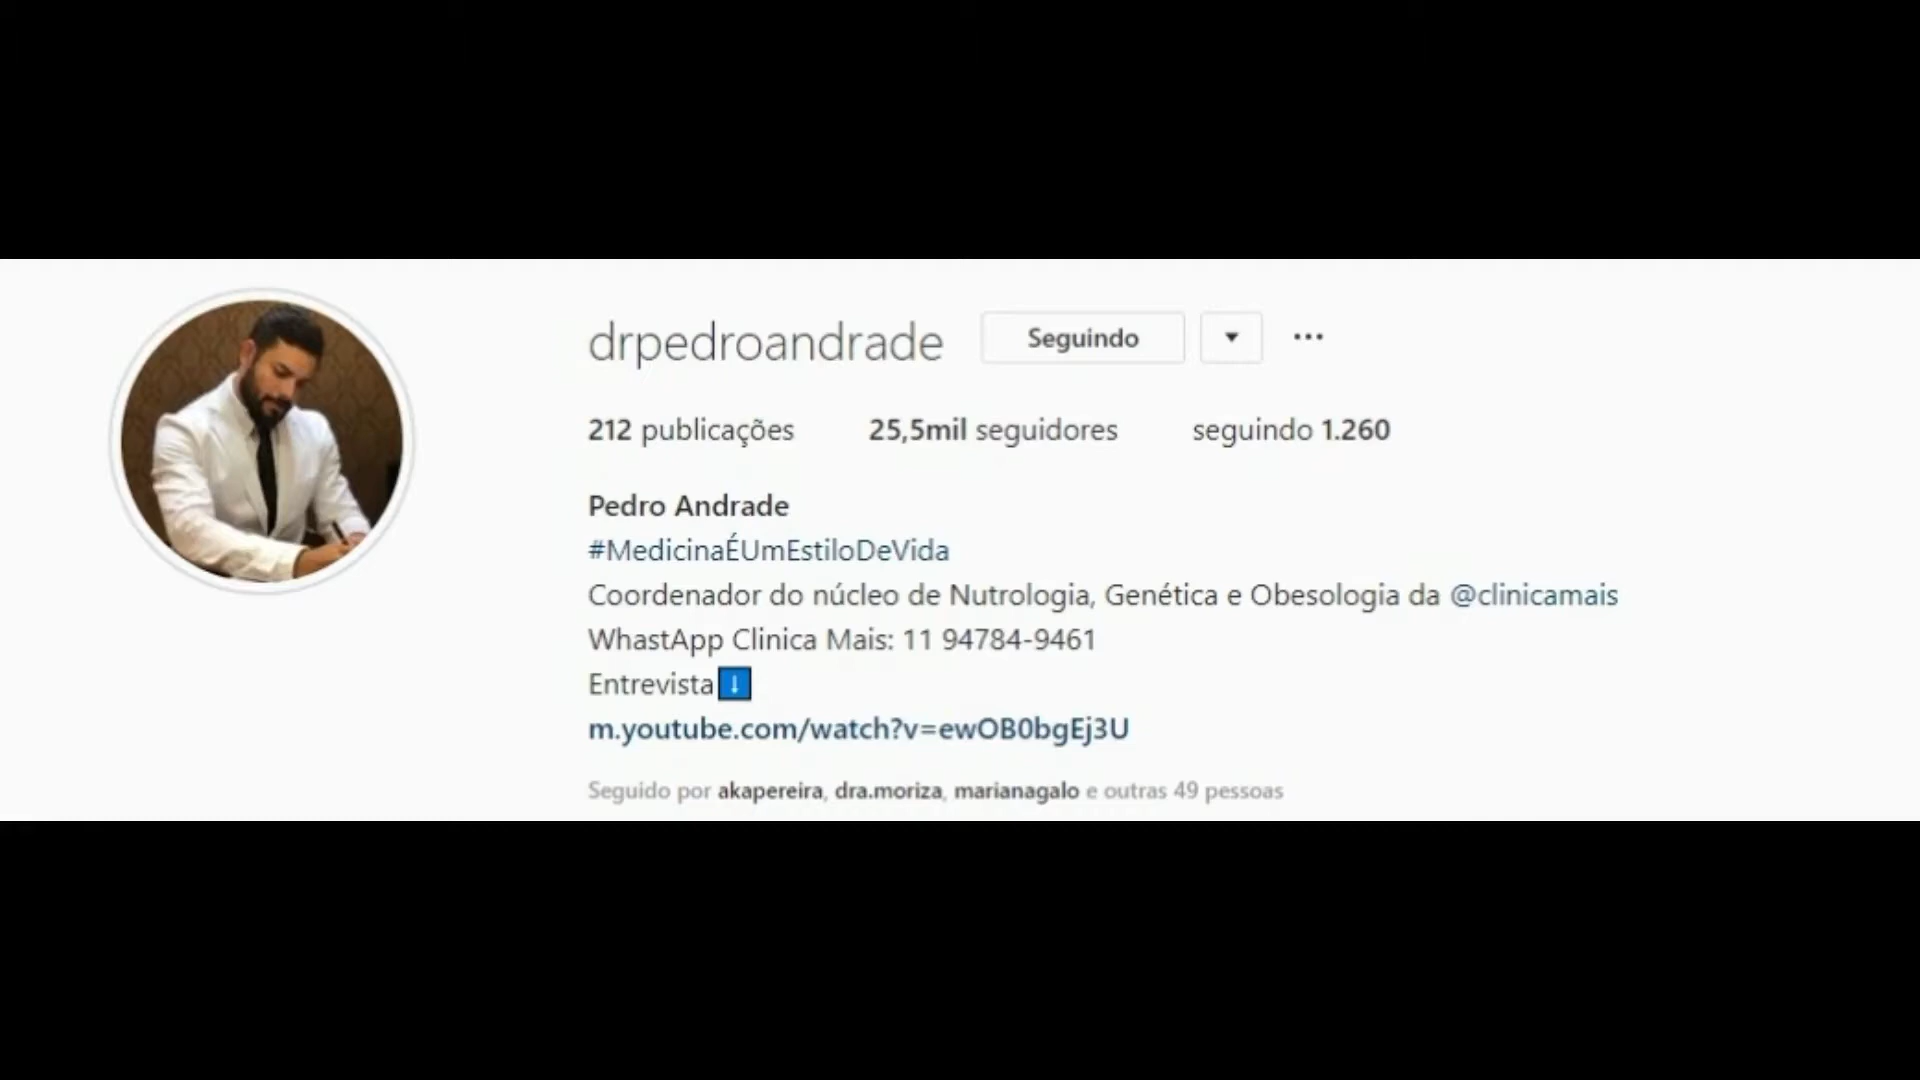 drpedroandrade Seguindo
212 publicações 25,5mil seguidores seguindo 1.260
Pedro Andrade
#MedicinaÉUmEstiloDeVida
Coordenador do núcleo de Nutrologia, Genética e Obesologia da @clinicamais
WhastApp Clinica Mais: 11 94784-9461
Entrevista⬇️
m.youtube.com/watch?v=ewOB0bgEj3U
Seguido por akapereira, dra.moriza, marianagalo e outras 49 pessoas